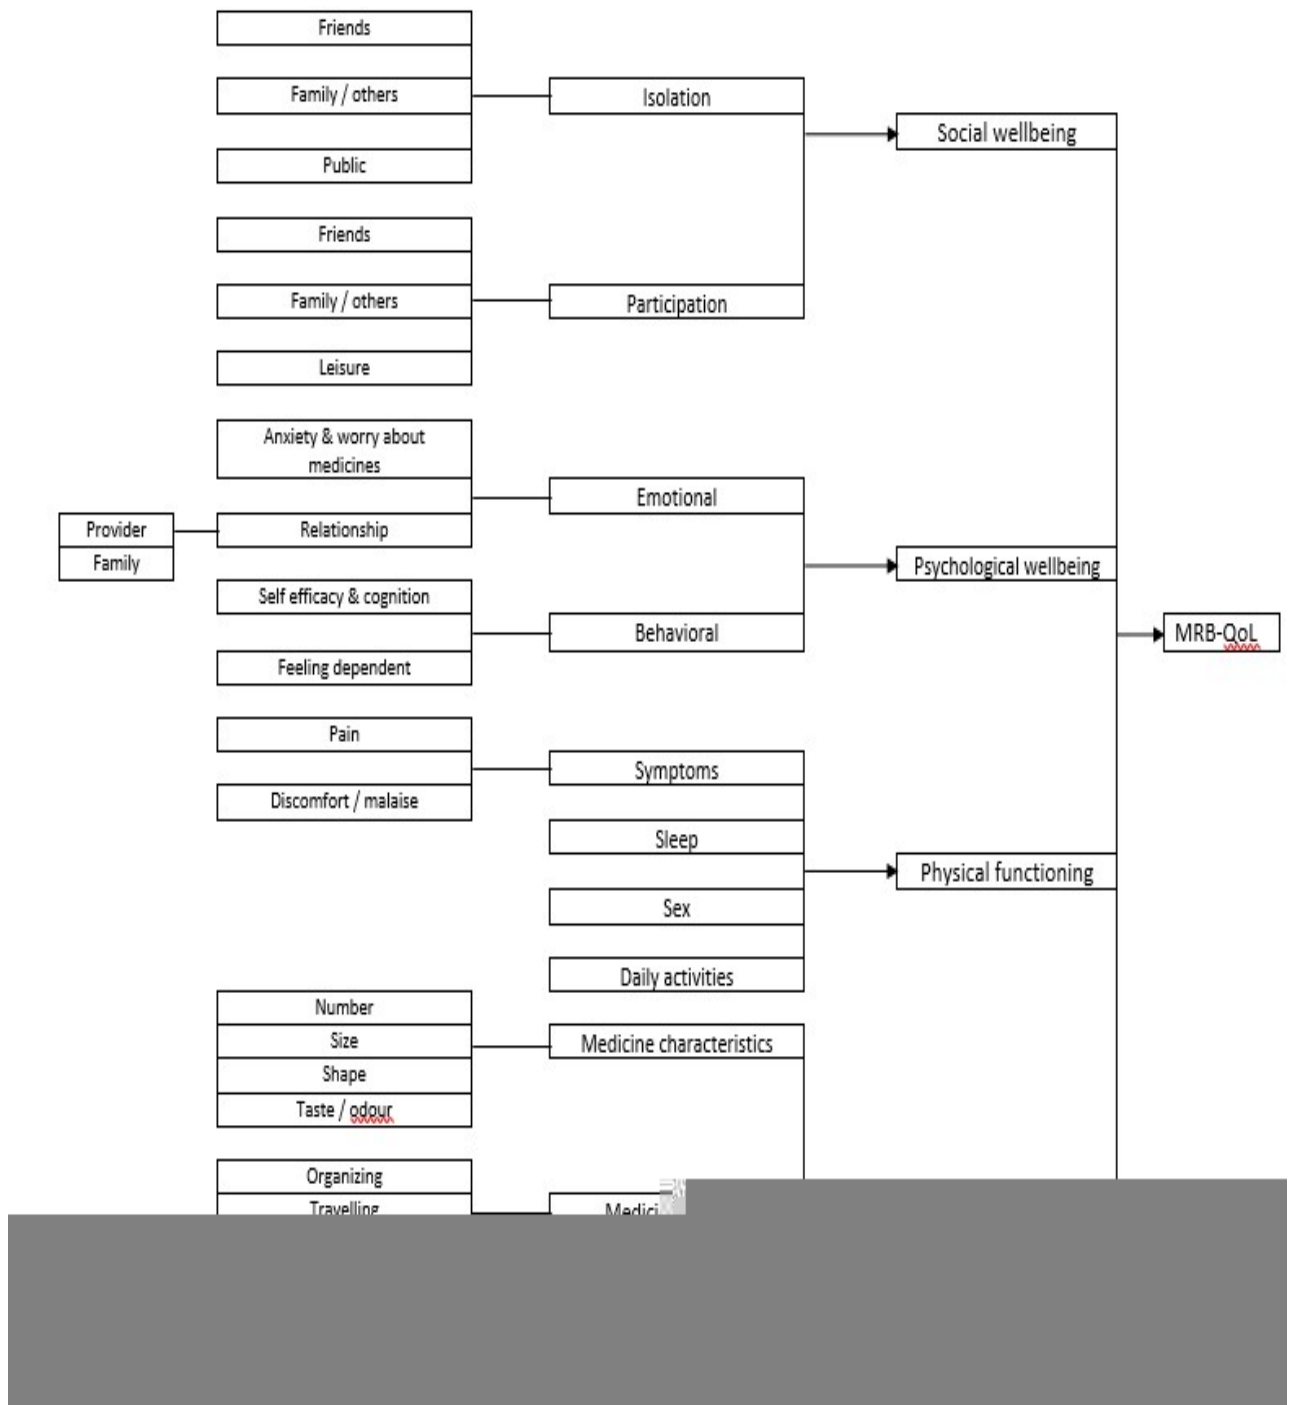 Friends
Family / others
Public
Isolation
Social wellbeing
Friends
Family / others
Leisure
Participation
Anxiety & worry about
medicines
Relationship
Emotional
Provider
Family
Self efficacy & cognition
Feeling dependent
Behavioral
Psychological wellbeing
MRB-QoL
Pain
Discomfort / malaise
Symptoms
Sleep
Sex
Daily activities
Physical functioning
Number
Size
Shape
Taste / odour
Medicine characteristics
Organizing
Travelling